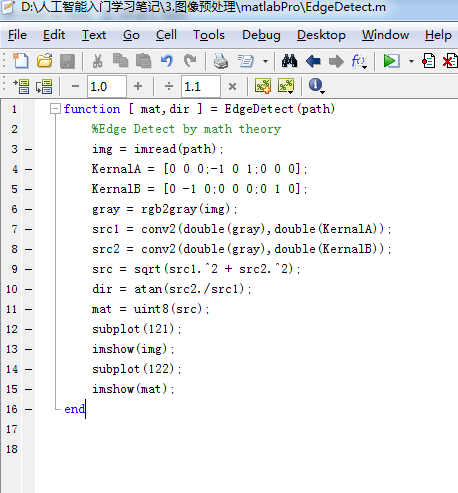 D:\人工智能入门学习笔记\3.图像预处理\matlabPro\EdgeDetect.m
File Edit Text Go Cell Tools Debug Desktop Window Help
- 1.0 + ÷ 1.1 ×
1 function [ mat,dir ] = EdgeDetect(path)
2 %Edge Detect by math theory
3 - img = imread(path);
4 - KernalA = [0 0 0;-1 0 1;0 0 0];
5 - KernalB = [0 -1 0;0 0 0;0 1 0];
6 - gray = rgb2gray(img);
7 - src1 = conv2(double(gray),double(KernalA));
8 - src2 = conv2(double(gray),double(KernalB));
9 - src = sqrt(src1.^2 + src2.^2);
10 - dir = atan(src2./src1);
11 - mat = uint8(src);
12 - subplot(121);
13 - imshow(img);
14 - subplot(122);
15 - imshow(mat);
16 - end
17
18